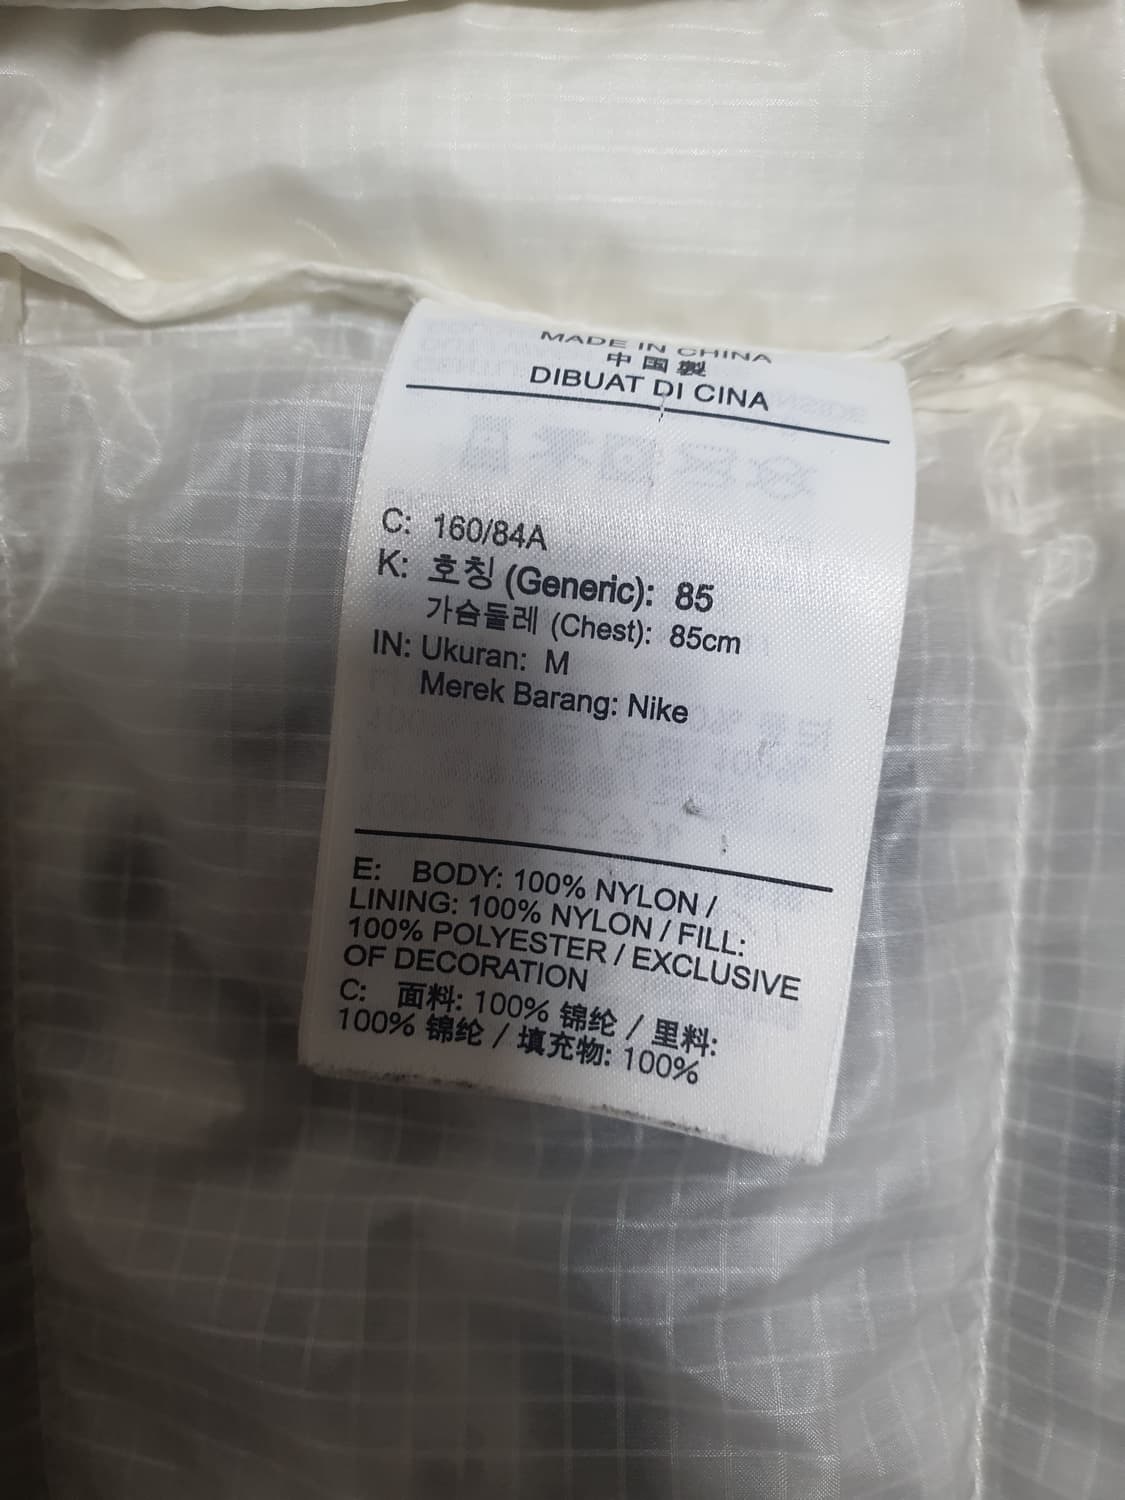 MADE IN CHINA
中国製
DIBUAT DI CINA
C: 160/84A
K: 호칭 (Generic): 85
가슴둘레 (Chest): 85cm
IN: Ukuran: M
Merek Barang: Nike
E: BODY: 100% NYLON /
LINING: 100% NYLON / FILL:
100% POLYESTER / EXCLUSIVE
OF DECORATION
C: 面料: 100% 锦纶 / 里料:
100% 锦纶 / 填充物: 100%